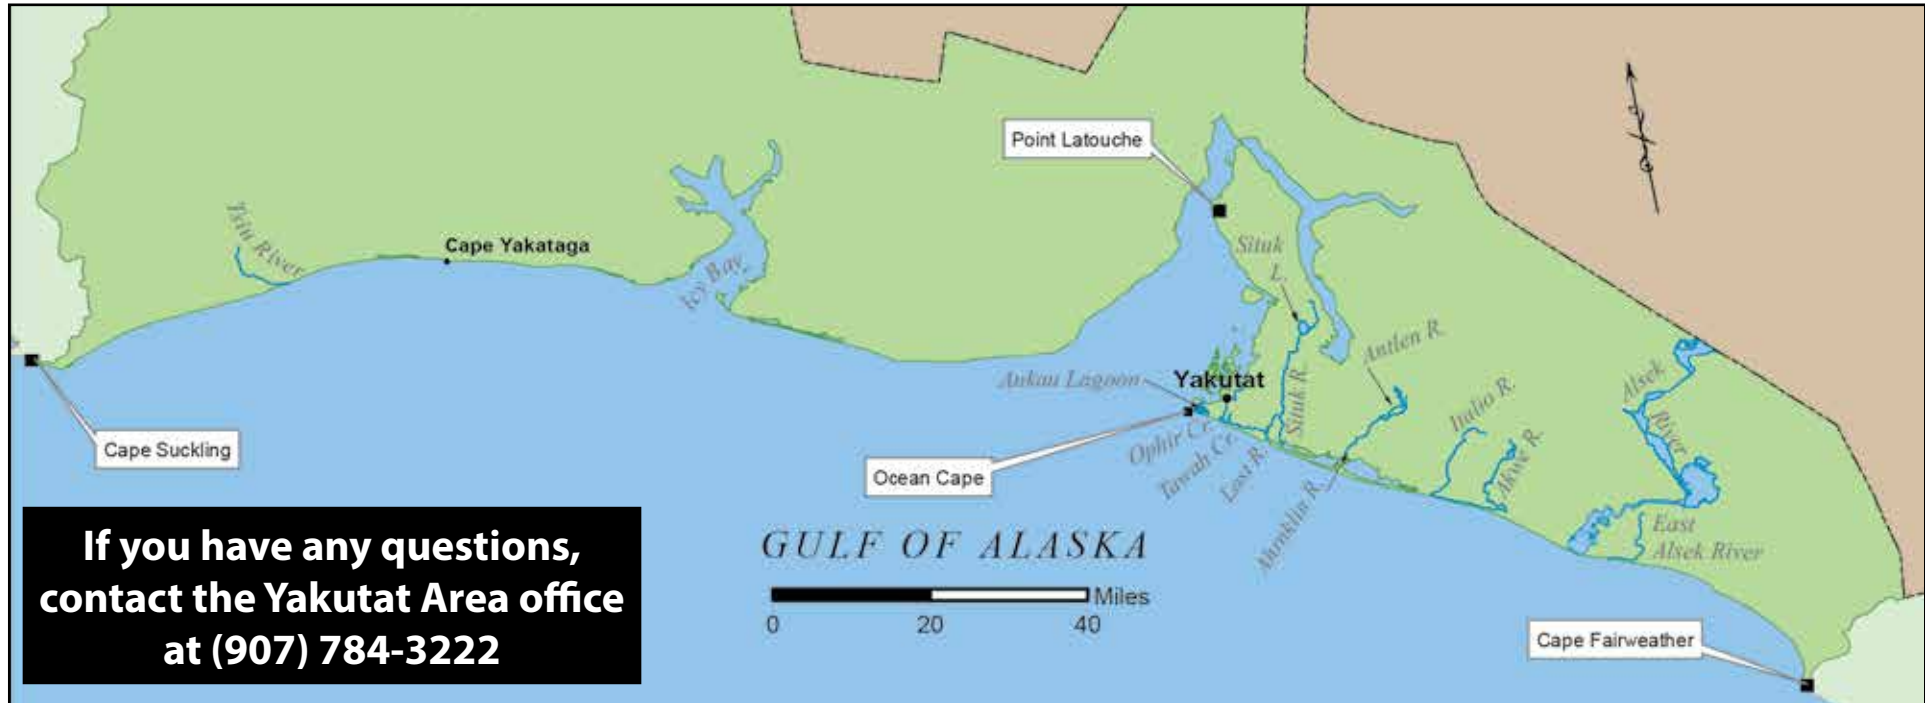 Point Latouche
Tsiu River
Cape Yakataga
Icy Bay
Situk
L.
Antlen R.
Aukau Lagoon
Yakutat
Situk R.
Italio R.
Alsek
River
Cape Suckling
Ocean Cape
Ophir Cr.
Tawah Cr.
Lost R.
Ahrnklin R.
Akwe R.
East
Alsek River
GULF OF ALASKA
Miles
0 20 40
Cape Fairweather
If you have any questions,
contact the Yakutat Area office
at (907) 784-3222